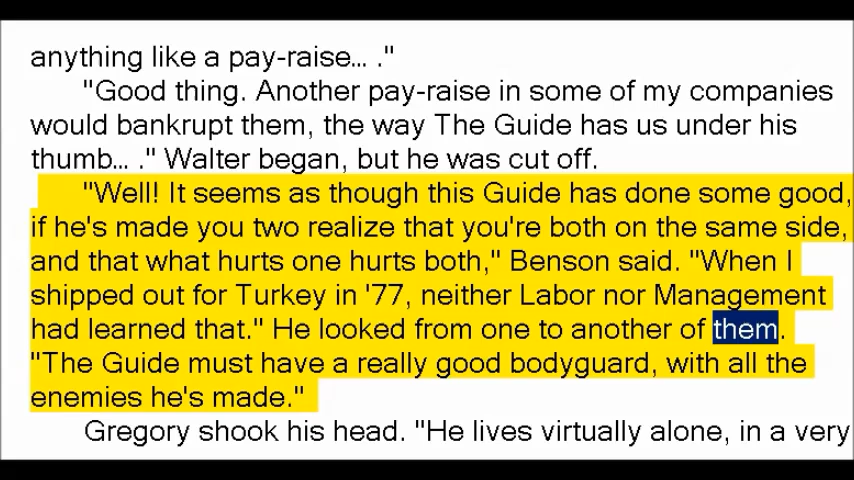 anything like a pay-raise... ."
"Good thing. Another pay-raise in some of my companies
would bankrupt them, the way The Guide has us under his
thumb... ." Walter began, but he was cut off.
"Well! It seems as though this Guide has done some good,
if he's made you two realize that you're both on the same side,
and that what hurts one hurts both," Benson said. "When I
shipped out for Turkey in '77, neither Labor nor Management
had learned that." He looked from one to another of them.
"The Guide must have a really good bodyguard, with all the
enemies he's made."
Gregory shook his head. "He lives virtually alone, in a very